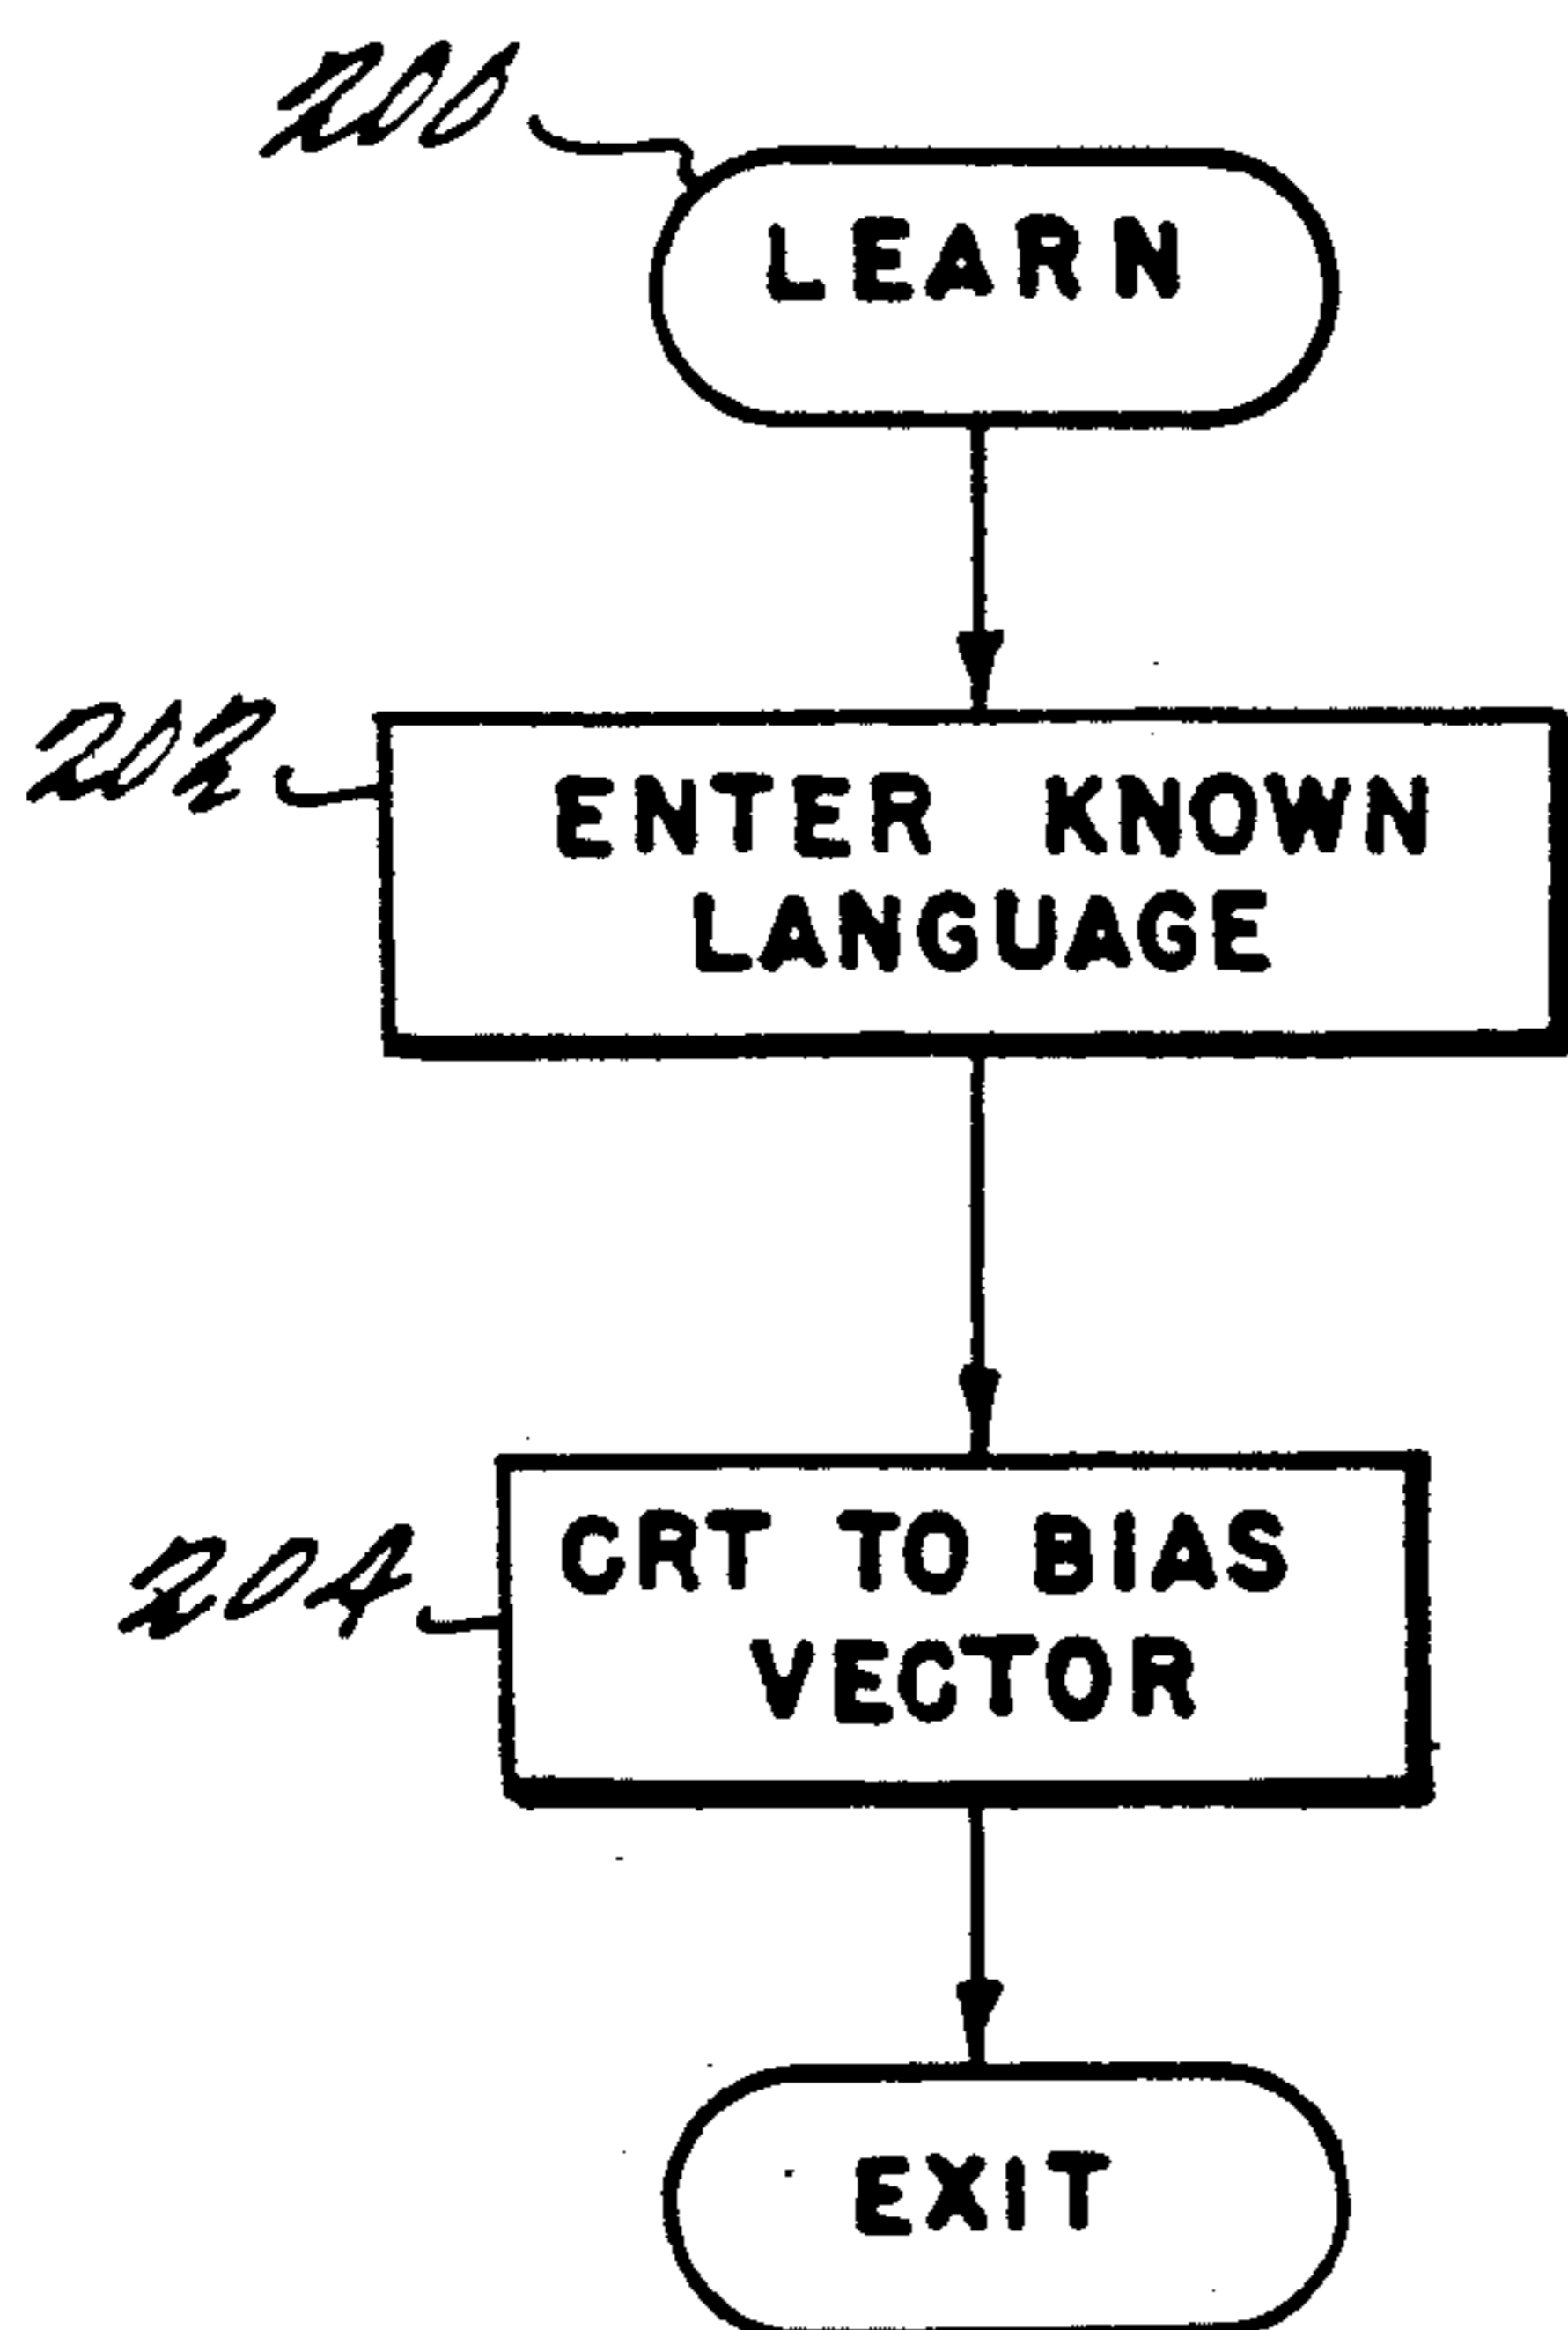 200
LEARN
202
ENTER KNOWN
LANGUAGE
CRT TO BIAS
204
VECTOR
EXIT